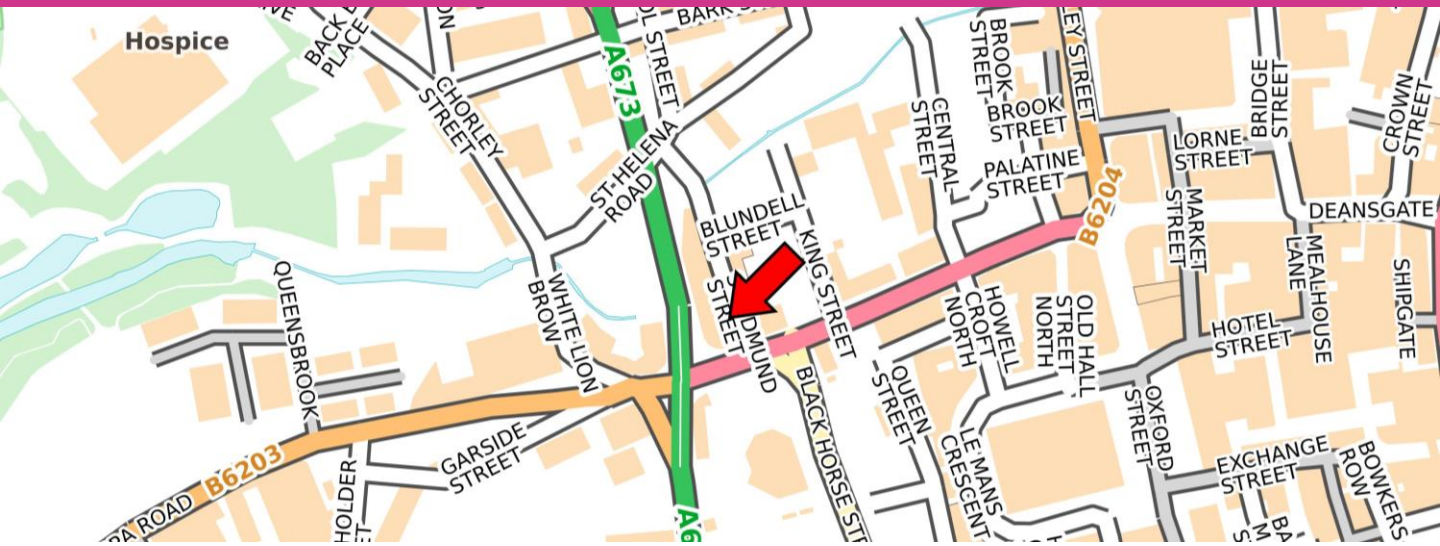 Hospice
BACK
PLACE
BARK
CHORLEY
STREET
A673
ST HELENA
ROAD
BLUNDELL
STREET
KING STREET
STREET
CENTRAL
STREET
BROOK
STREET
BROOK
STREET
PALATINE
STREET
B6204
LORNE
STREET
BRIDGE
STREET
CROWN
STREET
DEANSGATE
MARKET
STREET
MEALHOUSE
LANE
SHIPGATE
HOTEL
STREET
QUEENSBROOK
WHITE LION
BROW
HOWELL
CROFT
NORTH
OLD HALL
STREET
NORTH
BLACK HORSE
QUEEN
STREET
LE MANS
CRESCENT
OXFORD
STREET
EXCHANGE
STREET
BOWKERS
ROW
GARSIDE
STREET
B6203
ROAD
HOLDER